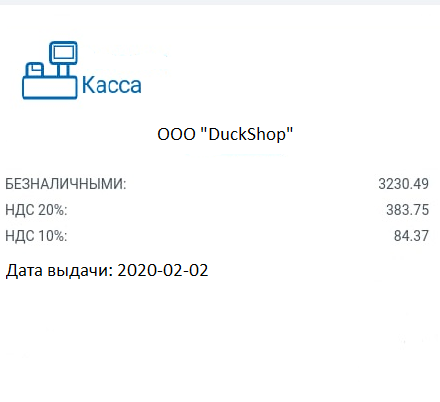 Касса
ООО "DuckShop"
БЕЗНАЛИЧНЫМИ: 3230.49
НДС 20%: 383.75
НДС 10%: 84.37
Дата выдачи: 2020-02-02